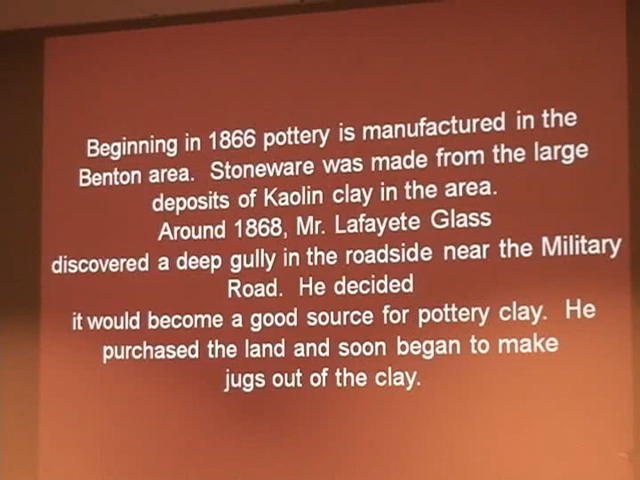 Beginning in 1866 pottery is manufactured in the
Benton area.  Stoneware was made from the large
deposits of Kaolin clay in the area.
Around 1868, Mr. Lafayete Glass
discovered a deep gully in the roadside near the Military
Road.  He decided
it would become a good source for pottery clay.  He
purchased the land and soon began to make
jugs out of the clay.